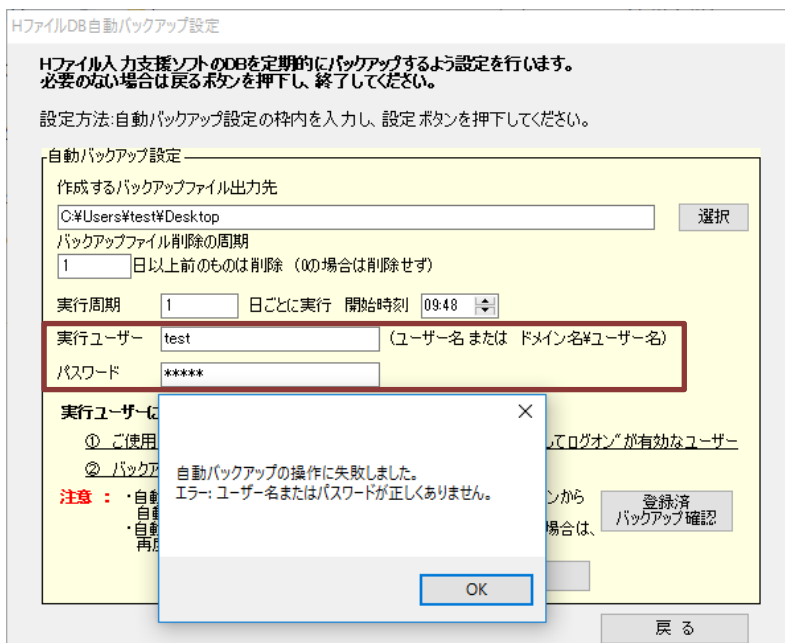 HファイルDB自動バックアップ設定
Hファイル入力支援ソフトのDBを定期的にバックアップするよう設定を行います。
必要のない場合は戻るボタンを押下し、終了してください。
設定方法:自動バックアップ設定の枠内を入力し、設定ボタンを押下してください。
自動バックアップ設定
作成するバックアップファイル出力先
C:¥Users¥test¥Desktop
選択
バックアップファイル削除の周期
1 日以上前のものは削除 (0の場合は削除せず)
実行周期 1 日ごとに実行 開始時刻 09:48
実行ユーザー test (ユーザー名 または ドメイン名¥ユーザー名)
パスワード *****
実行ユーザーに
① ご使用
してログオン"が有効なユーザー
② バックア
自動バックアップの操作に失敗しました。
エラー: ユーザー名またはパスワードが正しくありません。
注意 : ・自動
ンから
自動
・自動
場合は、
再度
登録済
バックアップ確認
OK
戻る